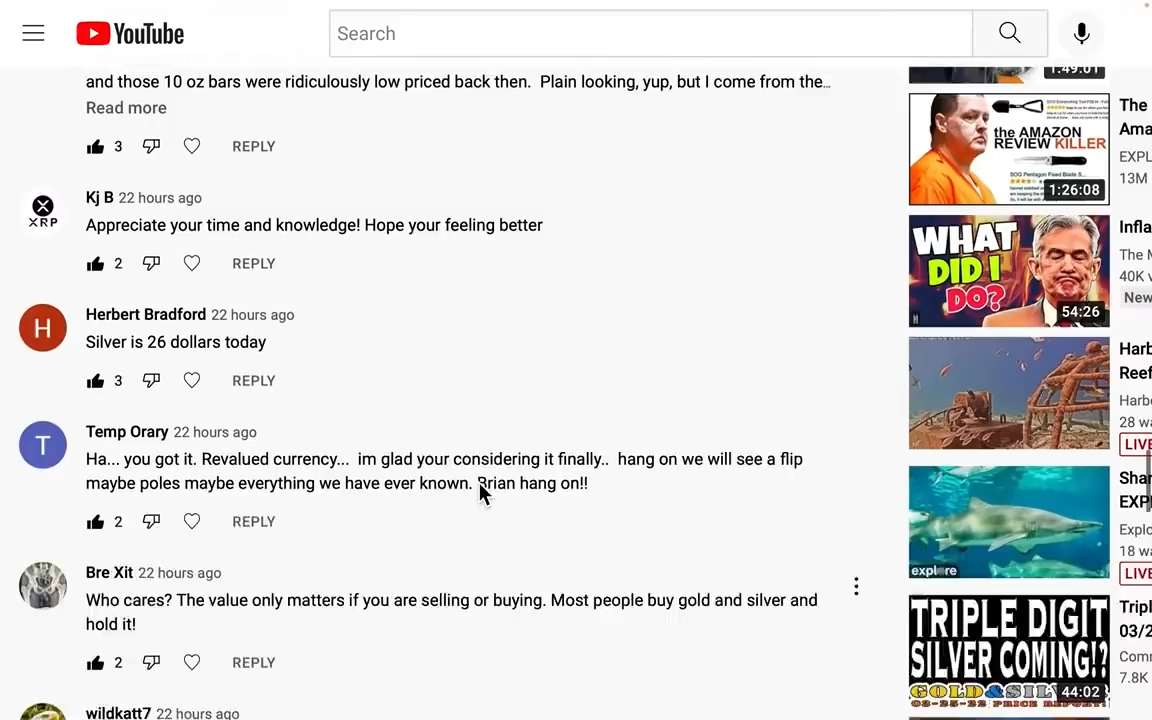 YouTube
Search
and those 10 oz bars were ridiculously low priced back then.  Plain looking, yup, but I come from the…
Read more
3
REPLY
XRP
Kj B 22 hours ago
Appreciate your time and knowledge! Hope your feeling better
2
REPLY
H
Herbert Bradford 22 hours ago
Silver is 26 dollars today
3
REPLY
T
Temp Orary 22 hours ago
Ha... you got it. Revalued currency...  im glad your considering it finally..  hang on we will see a flip
maybe poles maybe everything we have ever known. Brian hang on!!
2
REPLY
Bre Xit 22 hours ago
Who cares? The value only matters if you are selling or buying. Most people buy gold and silver and
hold it!
2
REPLY
wildkatt7 22 hours ago
1:49:01
the AMAZON
REVIEW KILLER
SOG Pentagon Fixed Blade S...
1:26:08
The
Ama
EXPL
13M
WHAT
DID I
DO?
54:26
Infla
The M
40K v
New
Harb
Reef
Harbo
28 wa
LIVE
explore
Shar
EXPL
Explo
18 wa
LIVE
TRIPLE DIGIT
SILVER COMING!?
GOLD&SIL
03-25-22 PRICE REPORT!
44:02
Tripl
03/2
Comm
7.8K